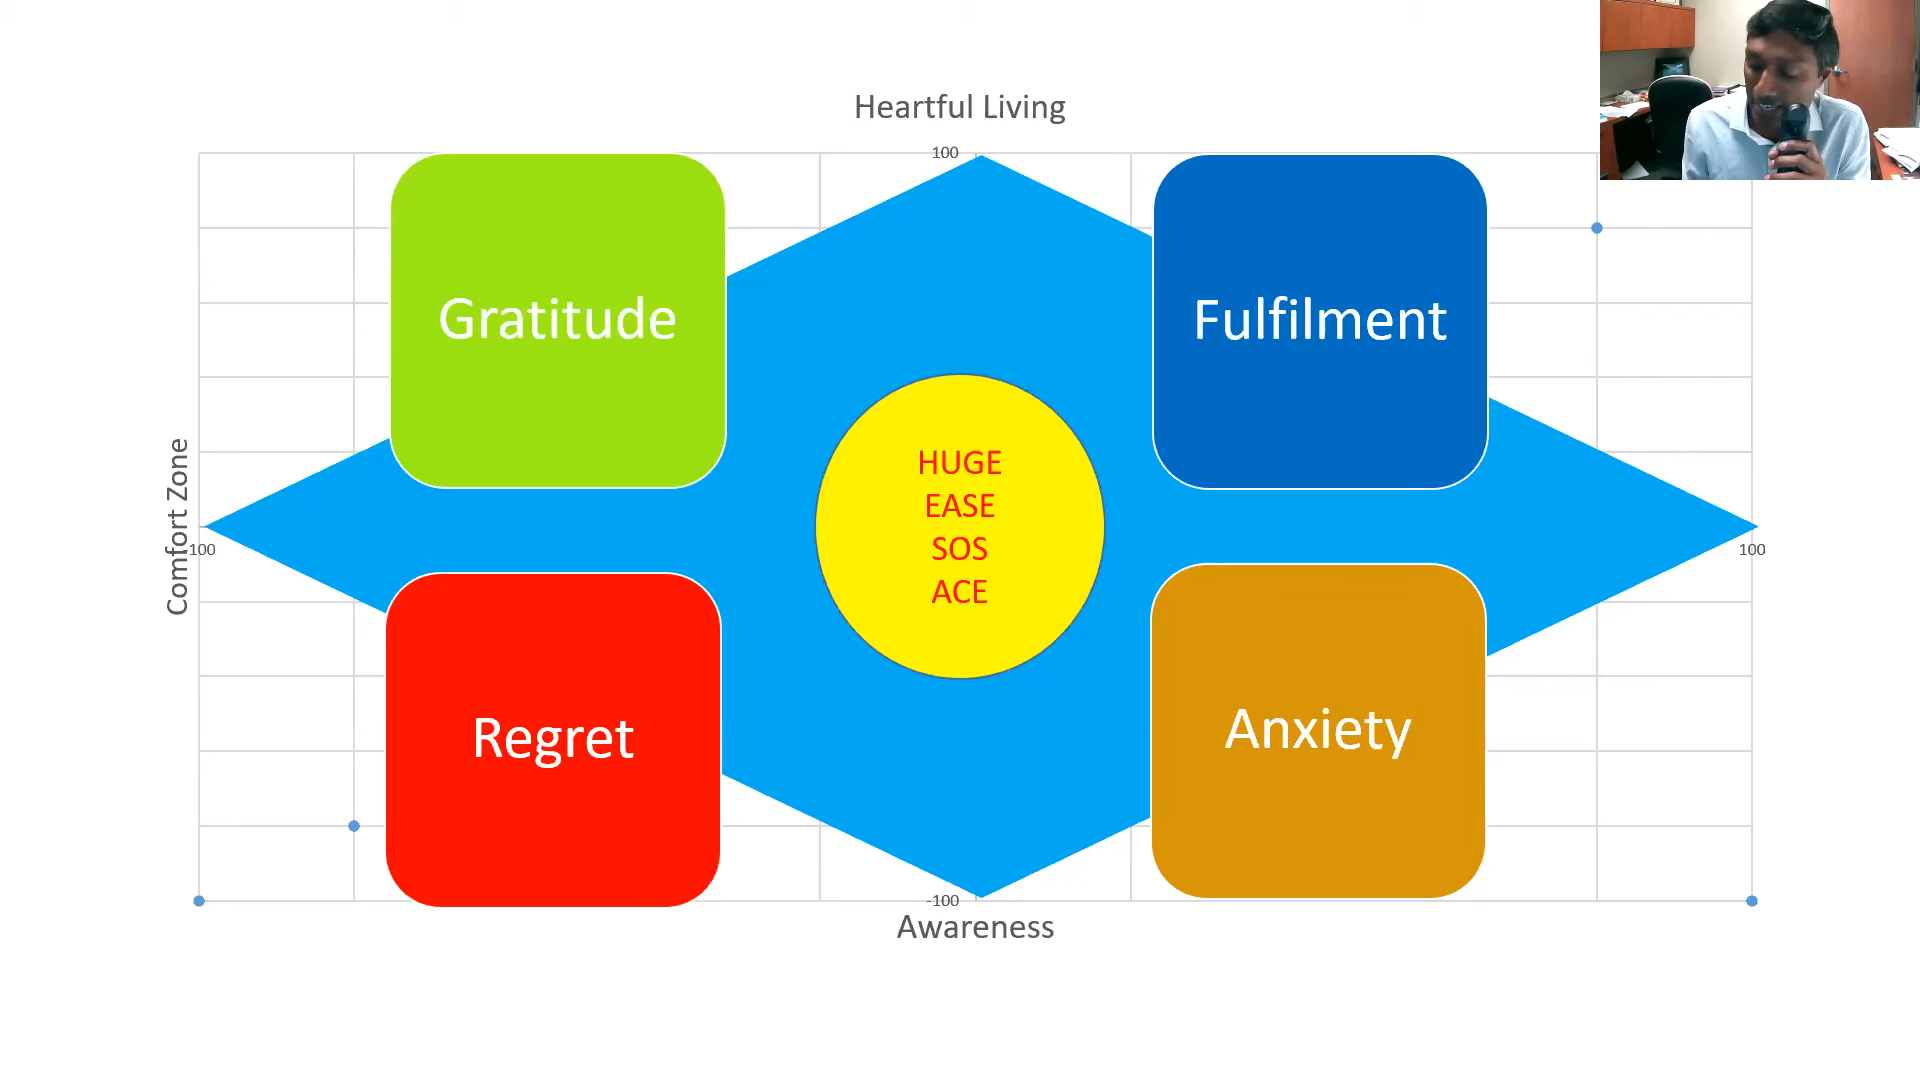 Heartful Living
100
Gratitude
Fulfilment
HUGE
EASE
SOS
ACE
Comfort Zone
-100
100
Regret
Anxiety
-100
Awareness